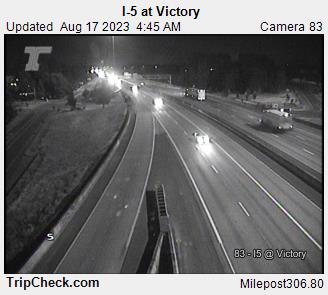 I-5 at Victory
Updated Aug 17 2023 4:45 AM Camera 83
T
S
83 - I5 @ Victory
TripCheck.com Milepost306.80